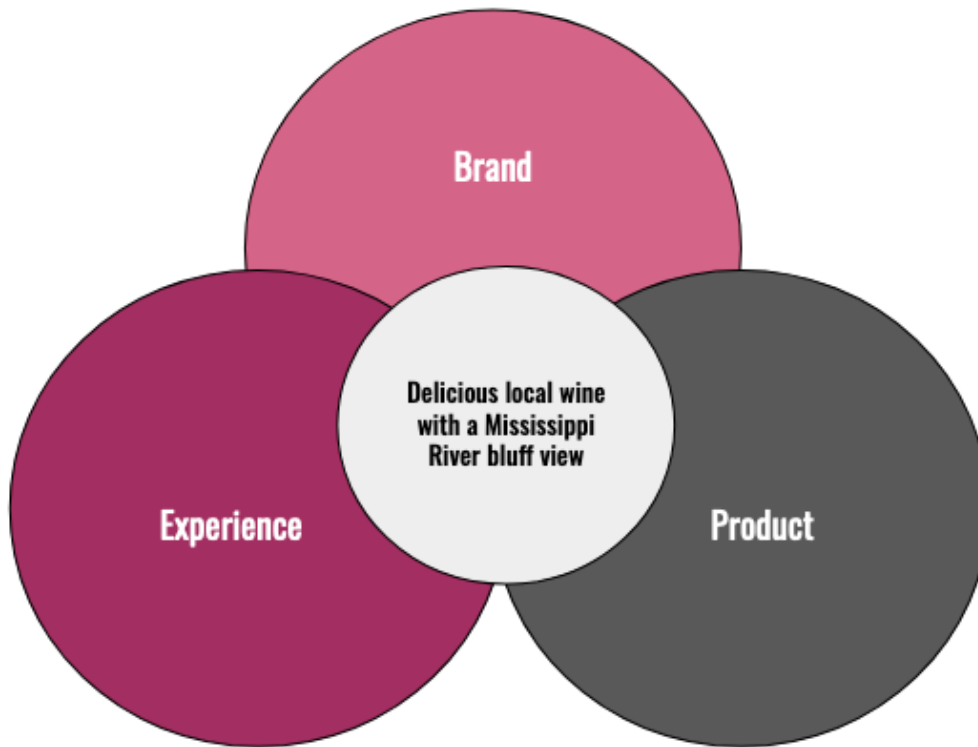 Brand
Delicious local wine
with a Mississippi
River bluff view
Experience
Product